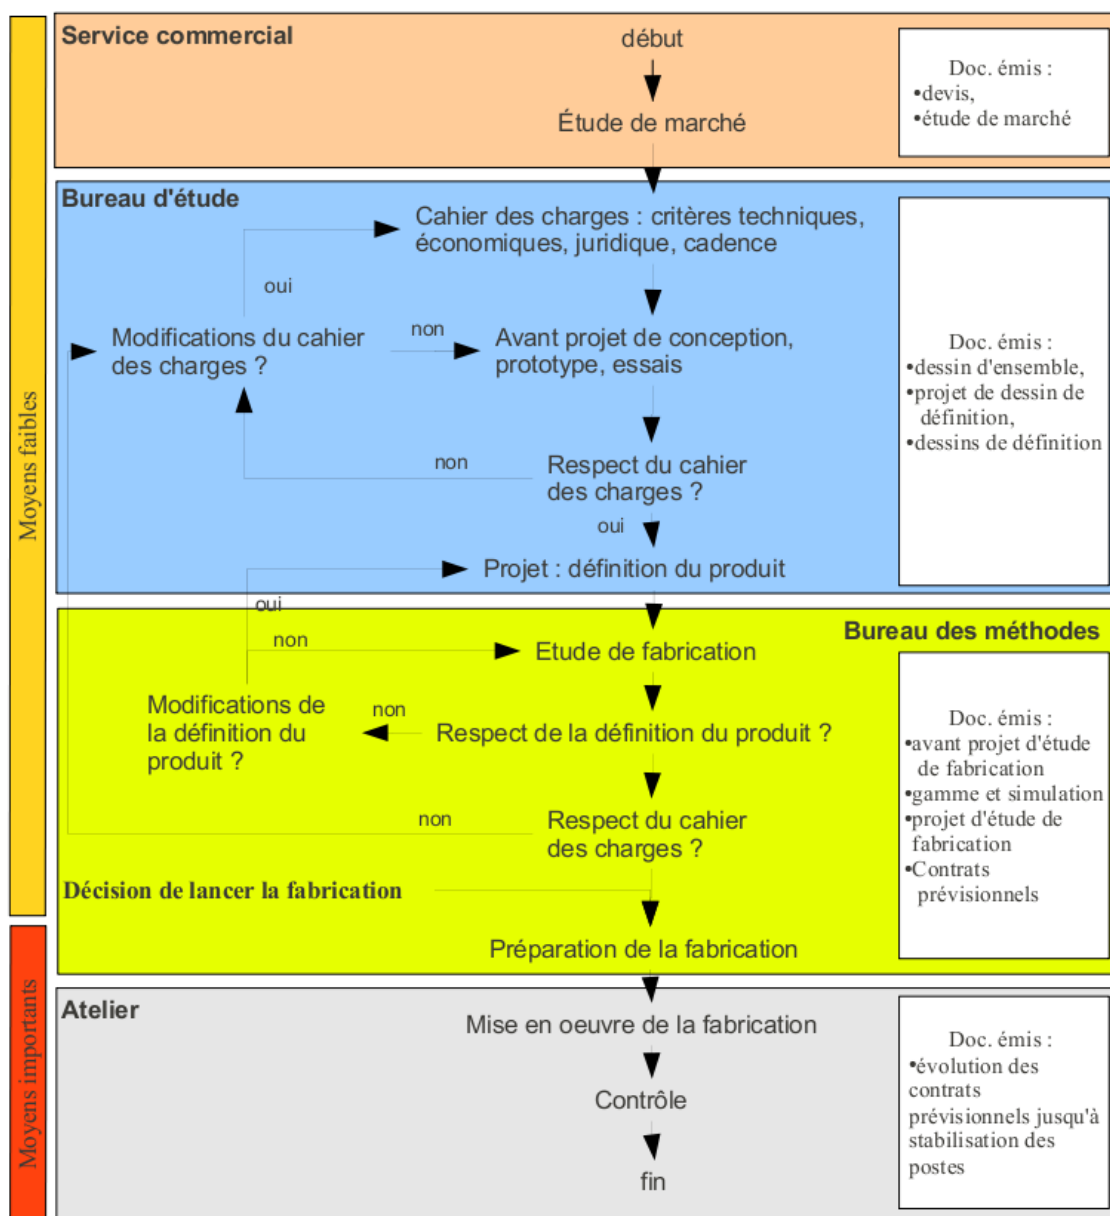 Service commercial
début
Étude de marché
Doc. émis :
•devis,
•étude de marché
Bureau d'étude
Cahier des charges : critères techniques,
économiques, juridique, cadence
oui
Modifications du cahier
des charges ?
non
Avant projet de conception,
prototype, essais
non
Respect du cahier
des charges ?
oui
Projet : définition du produit
Doc. émis :
•dessin d'ensemble,
•projet de dessin de
définition,
•dessins de définition
Moyens faibles
Bureau des méthodes
oui
non
Etude de fabrication
Modifications de
la définition du
produit ?
non
Respect de la définition du produit ?
non
Respect du cahier
des charges ?
Décision de lancer la fabrication
Préparation de la fabrication
Doc. émis :
•avant projet d'étude
de fabrication
•gamme et simulation
•projet d'étude de
fabrication
•Contrats
prévisionnels
Moyens importants
Atelier
Mise en oeuvre de la fabrication
Contrôle
fin
Doc. émis :
•évolution des
contrats
prévisionnels jusqu'à
stabilisation des
postes